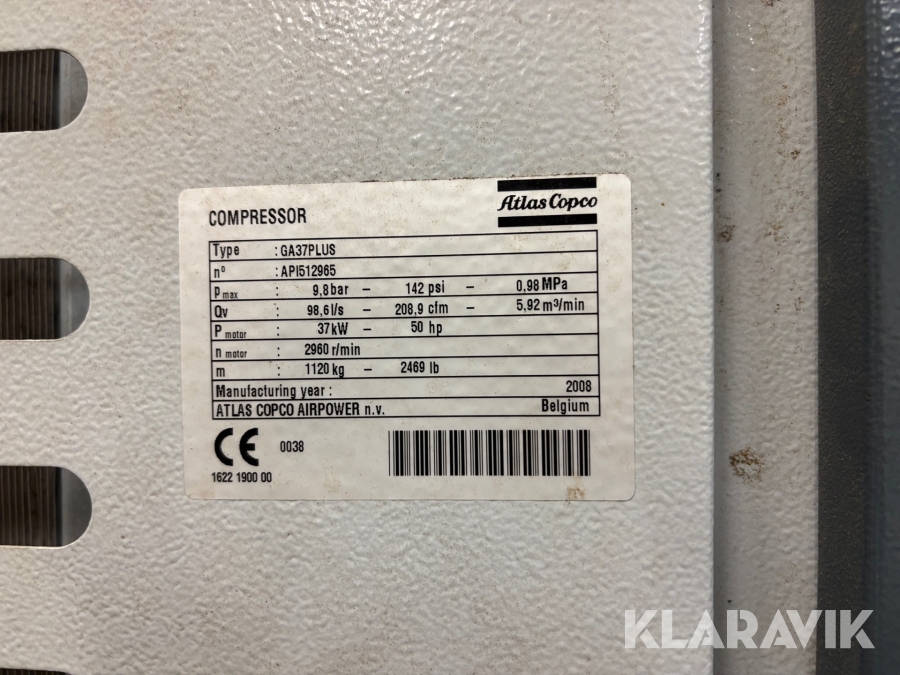 Atlas Copco
COMPRESSOR
Type : GA37PLUS
nº : API512965
P max : 9,8 bar – 142 psi – 0,98 MPa
Qv : 98,6 l/s – 208,9 cfm – 5,92 m³/min
P motor : 37 kW – 50 hp
n motor : 2960 r/min
m : 1120 kg – 2469 lb
Manufacturing year : 2008
ATLAS COPCO AIRPOWER n.v. Belgium
CE 0038
1622 1900 00
KLARAVIK